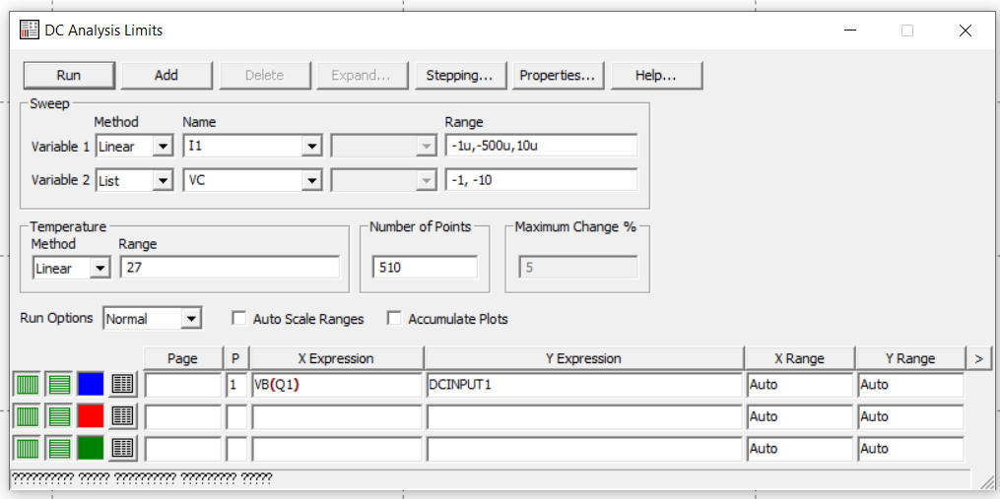 DC Analysis Limits
Run Add Delete Expand... Stepping... Properties... Help...
Sweep
Method Name Range
Variable 1 Linear I1 -1u,-500u,10u
Variable 2 List VC -1, -10
Temperature Number of Points Maximum Change %
Method Range
Linear 27 510 5
Run Options Normal Auto Scale Ranges Accumulate Plots
Page P X Expression Y Expression X Range Y Range >
1 VB(Q1) DCINPUT1 Auto Auto
Auto Auto
Auto Auto
?????????? ????? ?????????? ????????? ?????